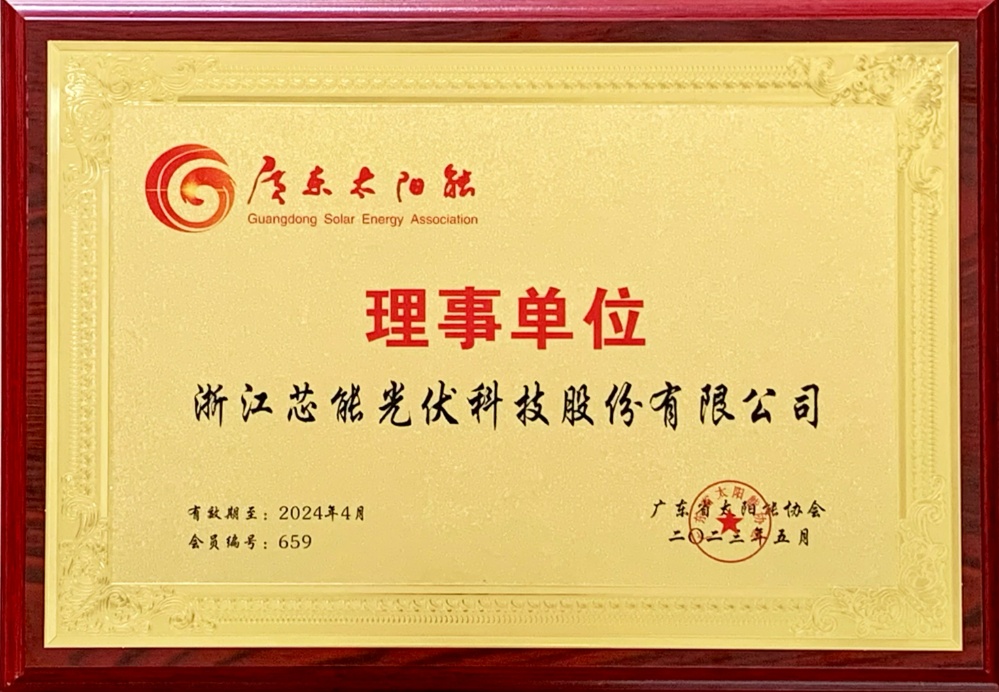 廣东太阳能
Guangdong Solar Energy Association
理事单位
浙江芯能光伏科技股份有限公司
有效期至：2024年4月
会员编号：659
广东省太阳能协会
二〇二三年五月